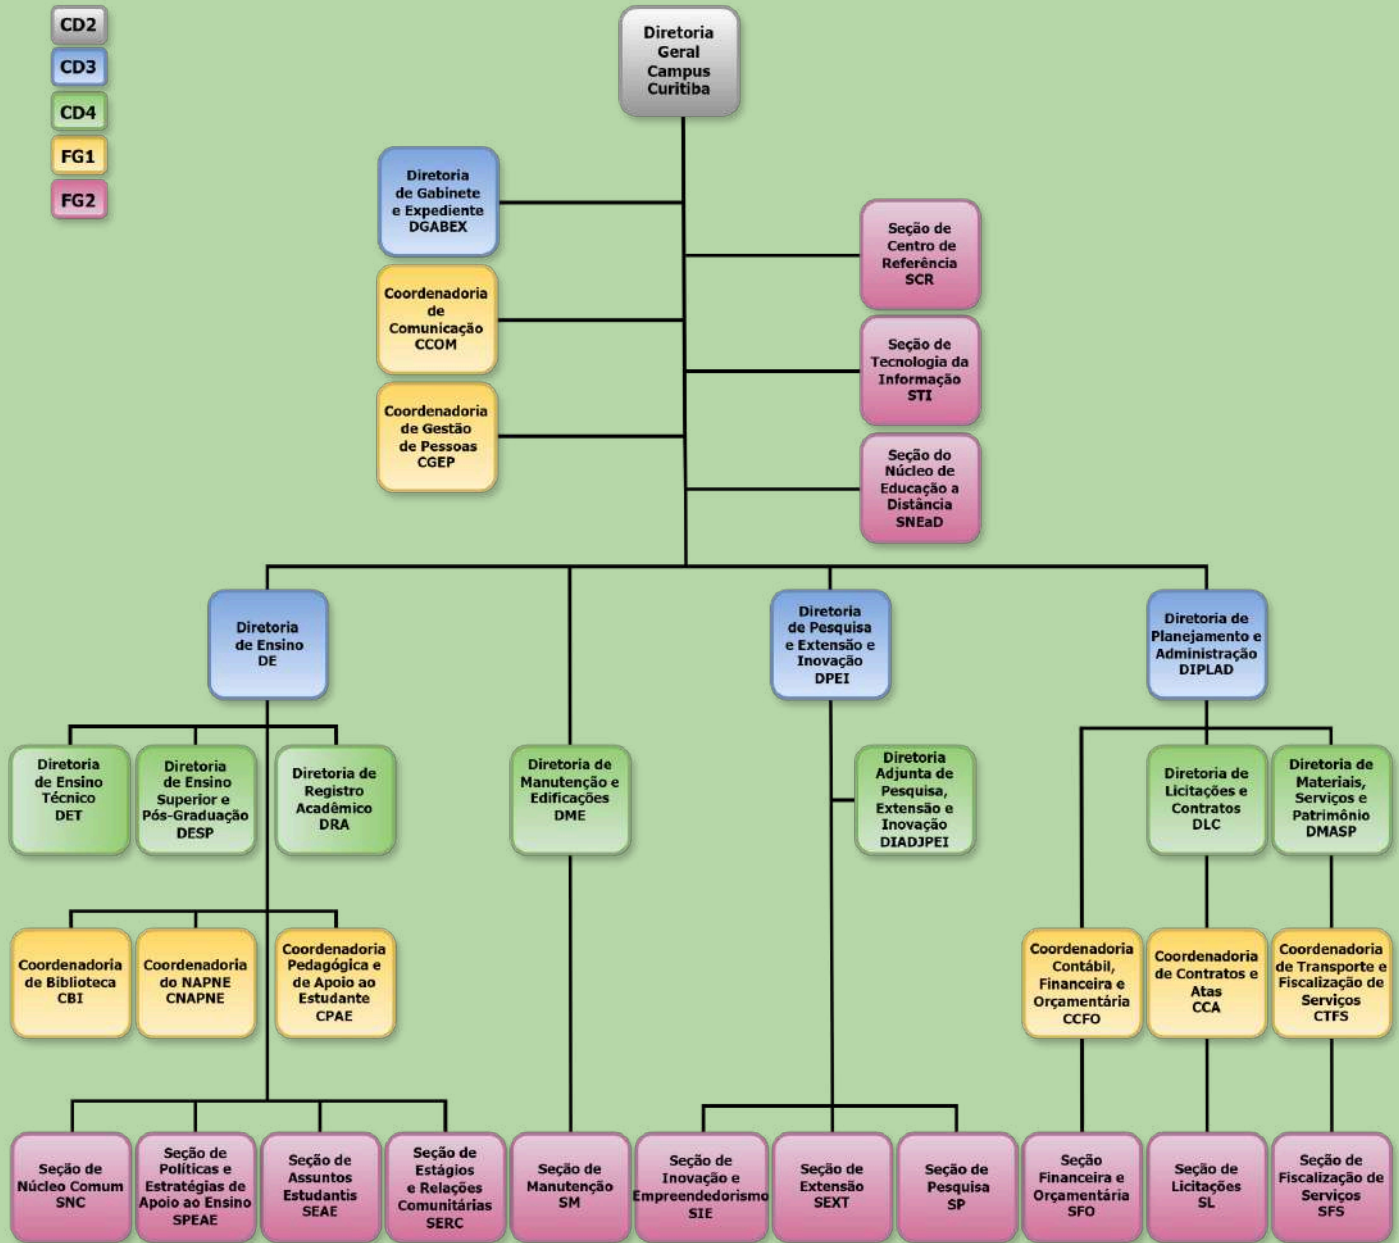 CD2
CD3
CD4
FG1
FG2
Diretoria
Geral
Campus
Curitiba
Diretoria
de Gabinete
e Expediente
DGABEX
Coordenadoria
de
Comunicação
CCOM
Coordenadoria
de Gestão
de Pessoas
CGEP
Seção de
Centro de
Referência
SCR
Seção de
Tecnologia da
Informação
STI
Seção do
Núcleo de
Educação a
Distância
SNEaD
Diretoria
de Ensino
DE
Diretoria
de Pesquisa
e Extensão e
Inovação
DPEI
Diretoria de
Planejamento e
Administração
DIPLAD
Diretoria
de Ensino
Técnico
DET
Diretoria
de Ensino
Superior e
Pós-Graduação
DESP
Diretoria de
Registro
Acadêmico
DRA
Diretoria de
Manutenção e
Edificações
DME
Diretoria
Adjunta de
Pesquisa,
Extensão e
Inovação
DIADJPEI
Diretoria de
Licitações e
Contratos
DLC
Diretoria de
Materiais,
Serviços e
Patrimônio
DMASP
Coordenadoria
de Biblioteca
CBI
Coordenadoria
do NAPNE
CNAPNE
Coordenadoria
Pedagógica e
de Apoio ao
Estudante
CPAE
Coordenadoria
Contábil,
Financeira e
Orçamentária
CCFO
Coordenadoria
de Contratos e
Atas
CCA
Coordenadoria
de Transporte e
Fiscalização de
Serviços
CTFS
Seção de
Núcleo Comum
SNC
Seção de
Políticas e
Estratégias de
Apoio ao Ensino
SPEAE
Seção de
Assuntos
Estudantis
SEAE
Seção de
Estágios
e Relações
Comunitárias
SERC
Seção de
Manutenção
SM
Seção de
Inovação e
Empreendedorismo
SIE
Seção de
Extensão
SEXT
Seção de
Pesquisa
SP
Seção
Financeira e
Orçamentária
SFO
Seção de
Licitações
SL
Seção de
Fiscalização de
Serviços
SFS